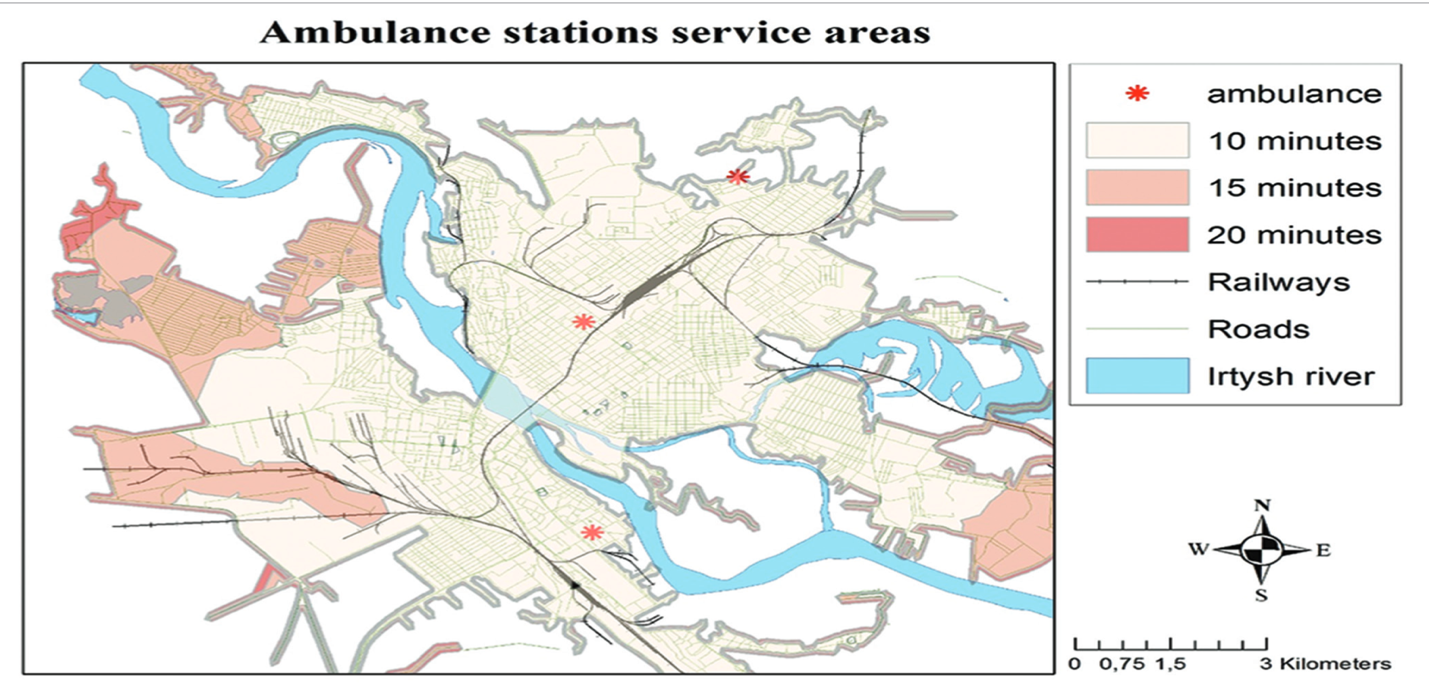 Ambulance stations service areas
ambulance
10 minutes
15 minutes
20 minutes
Railways
Roads
Irtysh river
N
W E
S
0 0,75 1,5 3 Kilometers